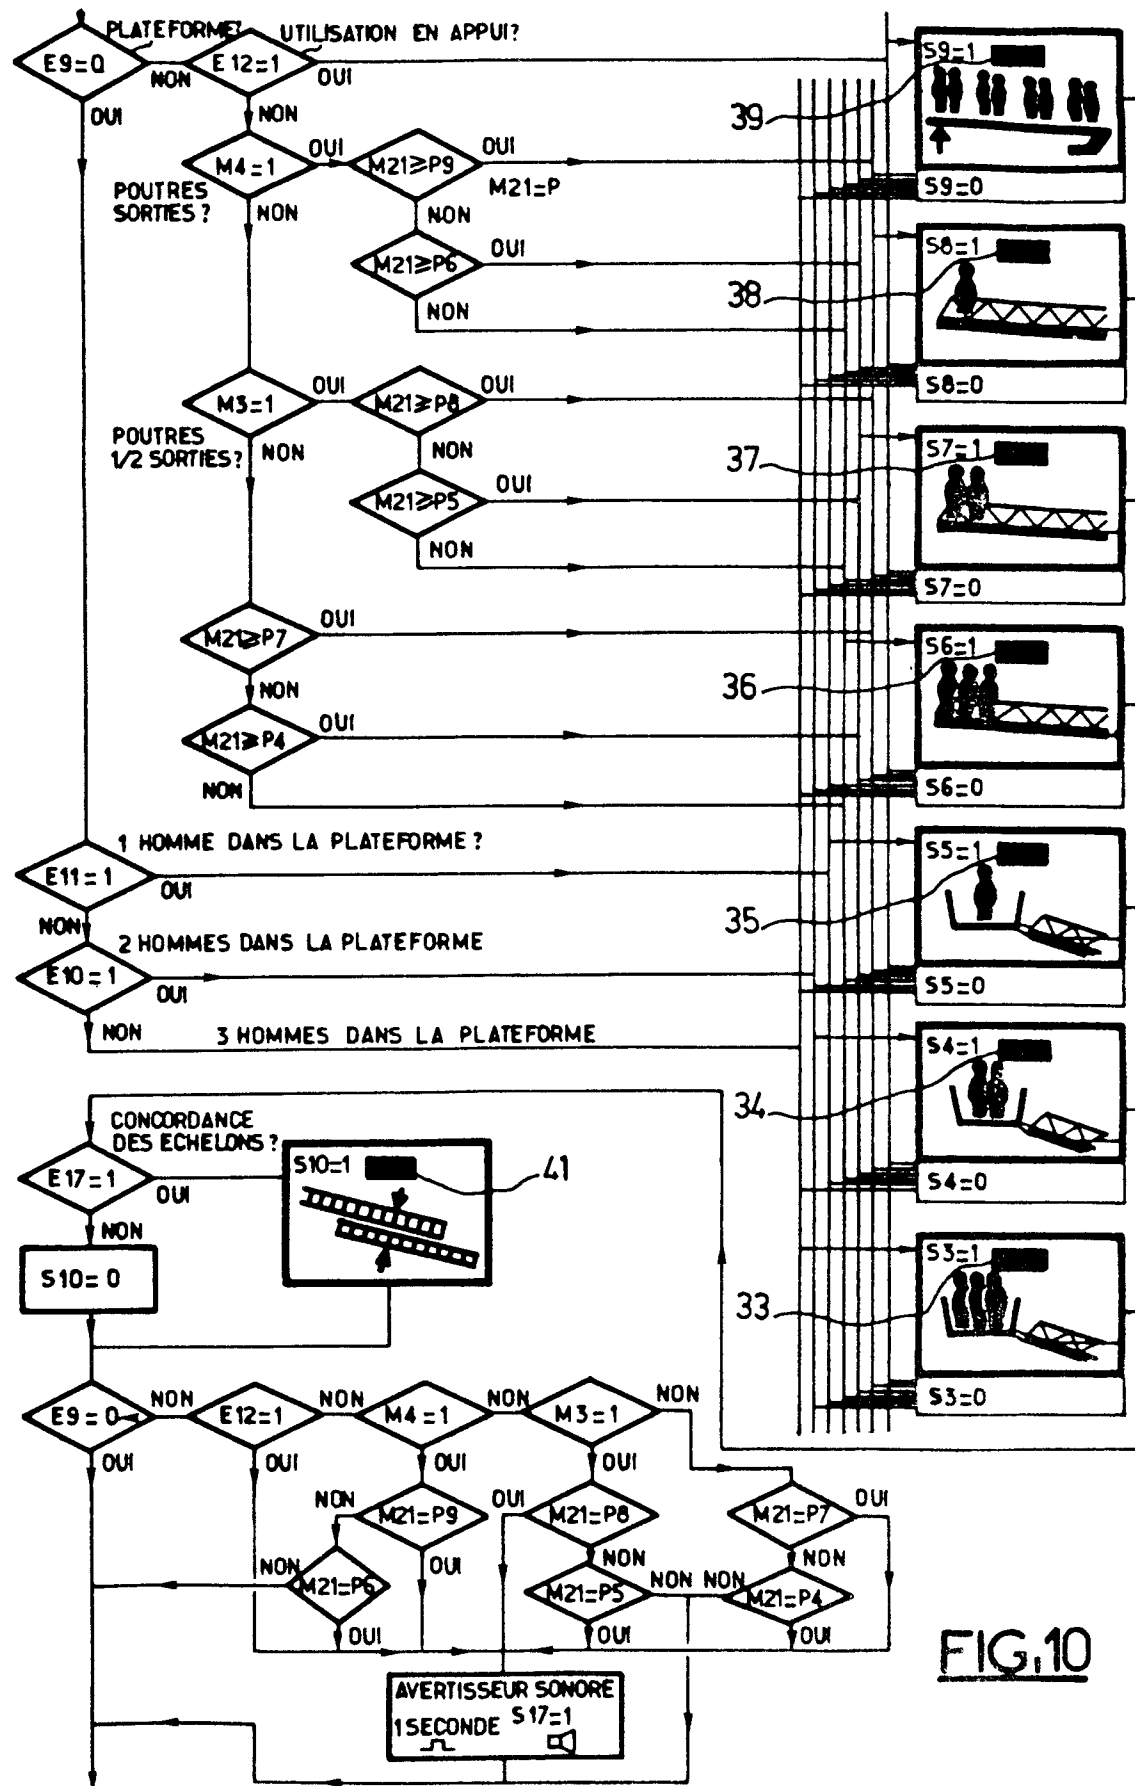 PLATEFORME?
UTILISATION EN APPUI?
E9=0
NON
E12=1
OUI
OUI
NON
M4=1
OUI
M21≥P9
OUI
M21=P
POUTRES
SORTIES?
NON
NON
M21≥P6
OUI
NON
M3=1
OUI
M21≥P8
OUI
POUTRES
1/2 SORTIES?
NON
NON
M21≥P5
OUI
NON
M21≥P7
OUI
NON
M21≥P4
OUI
NON
1 HOMME DANS LA PLATEFORME?
E11=1
OUI
NON
2 HOMMES DANS LA PLATEFORME
E10=1
OUI
NON
3 HOMMES DANS LA PLATEFORME
S9=1
39
S9=0
S8=1
38
S8=0
S7=1
37
S7=0
S6=1
36
S6=0
S5=1
35
S5=0
S4=1
34
S4=0
S3=1
33
S3=0
CONCORDANCE
DES ECHELONS?
E17=1
OUI
S10=1
41
NON
S10=0
E9=0
NON
E12=1
NON
M4=1
NON
M3=1
NON
OUI
OUI
OUI
OUI
NON
M21=P9
OUI
M21=P8
M21=P7
OUI
NON
M21=P6
OUI
NON
M21=P5
NON
NON
NON
M21=P4
OUI
OUI
OUI
AVERTISSEUR SONORE
1 SECONDE S17=1
FIG.10